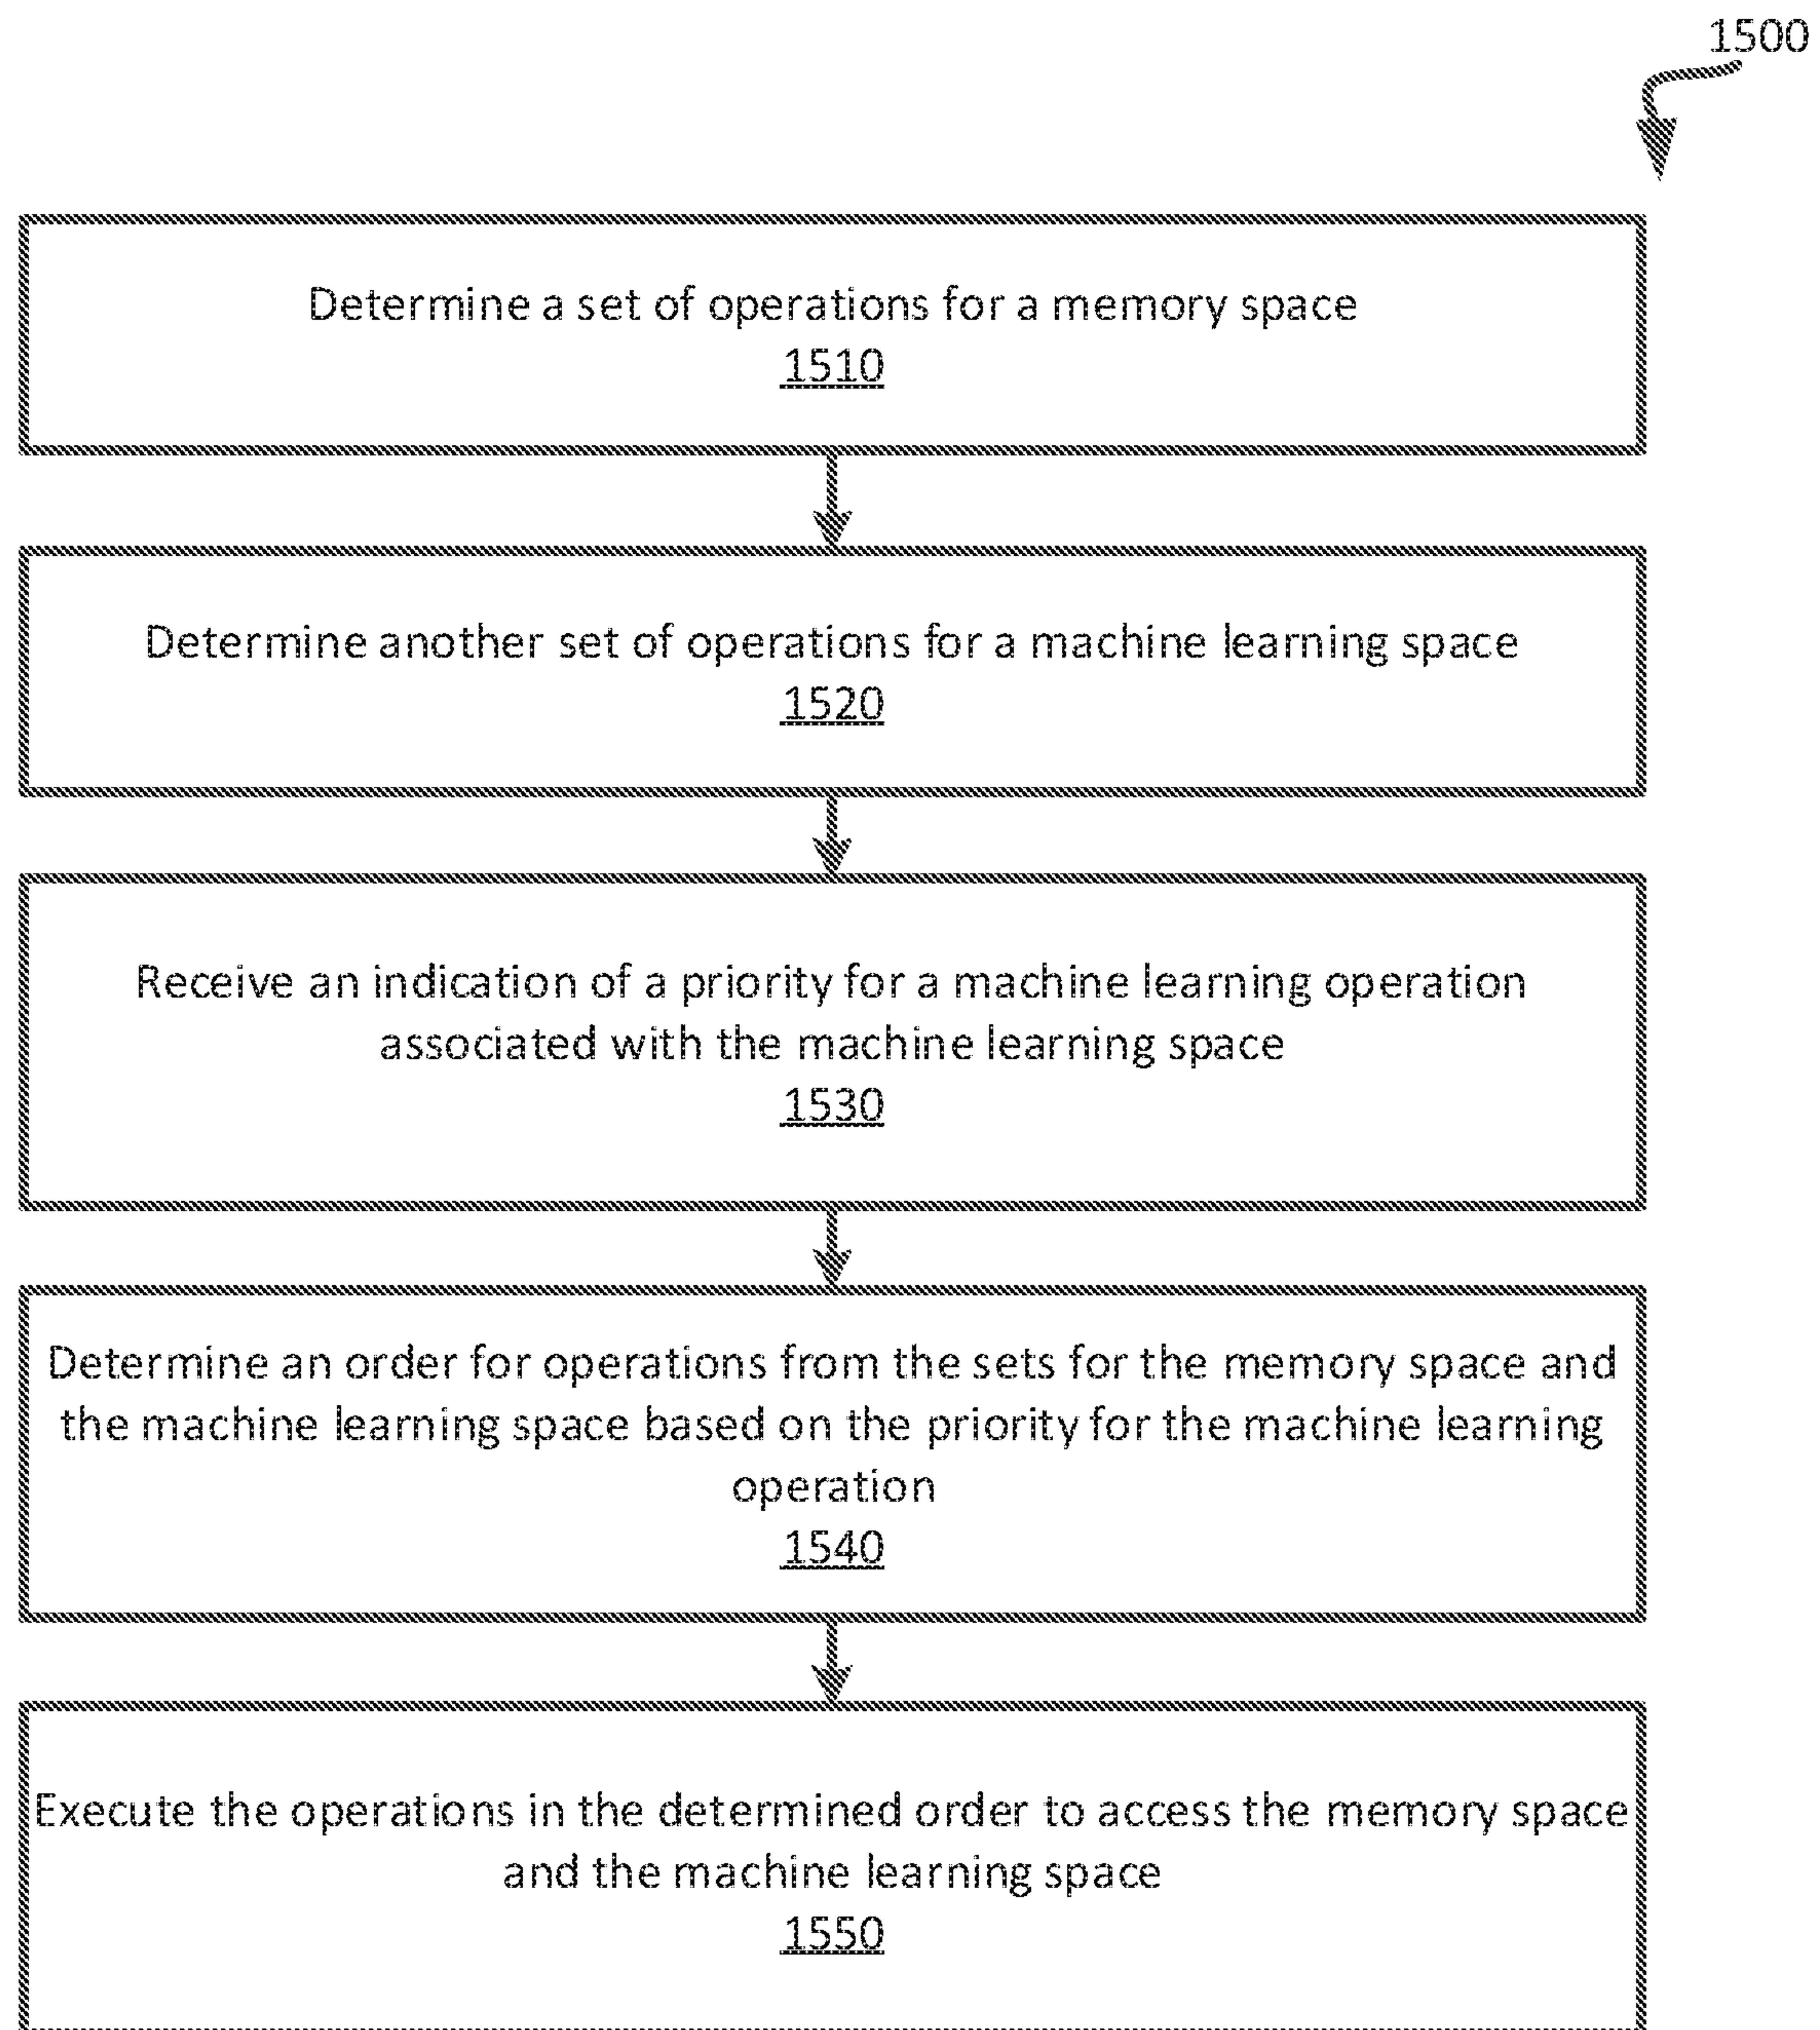 1500
Determine a set of operations for a memory space
1510
Determine another set of operations for a machine learning space
1520
Receive an indication of a priority for a machine learning operation
associated with the machine learning space
1530
Determine an order for operations from the sets for the memory space and
the machine learning space based on the priority for the machine learning
operation
1540
Execute the operations in the determined order to access the memory space
and the machine learning space
1550